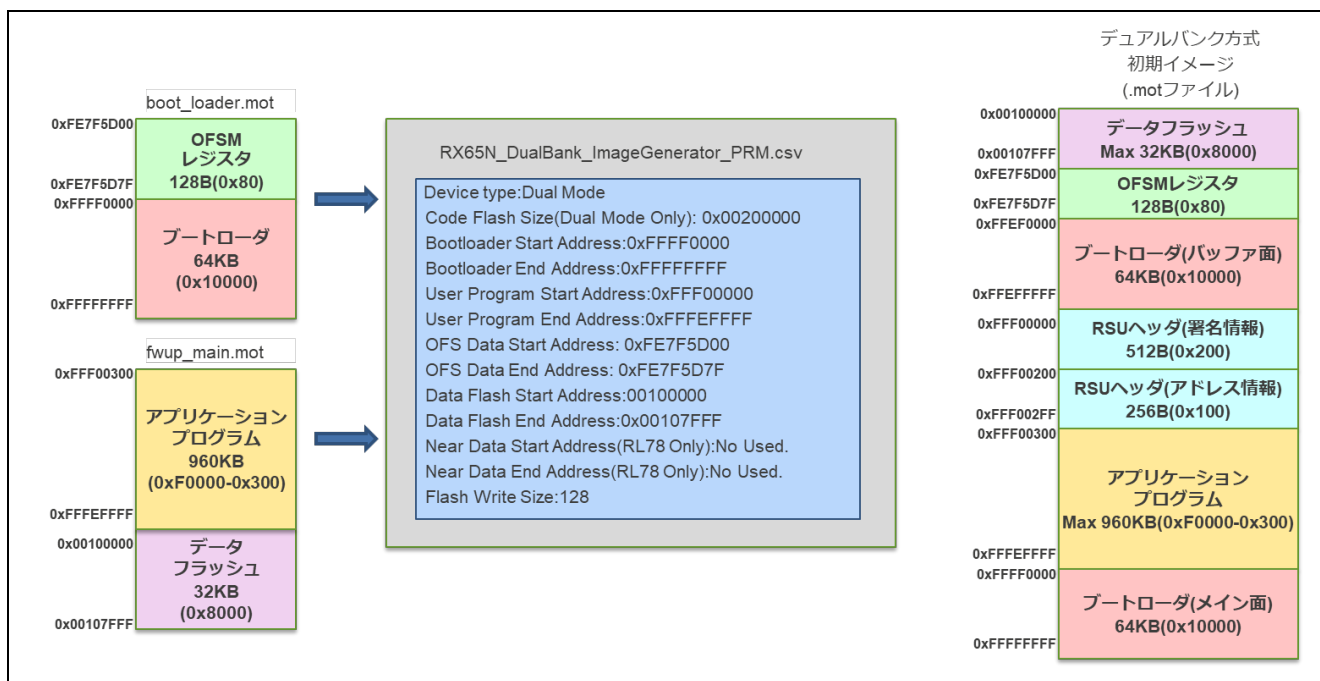 boot_loader.mot
0xFE7F5D00
OFSM
レジスタ
128B(0x80)
0xFE7F5D7F
0xFFFF0000
ブートローダ
64KB
(0x10000)
0xFFFFFFFF
fwup_main.mot
0xFFF00300
アプリケーション
プログラム
960KB
(0xF0000-0x300)
0xFFFEFFFF
0x00100000
データ
フラッシュ
32KB
(0x8000)
0x00107FFF
RX65N_DualBank_ImageGenerator_PRM.csv
Device type:Dual Mode
Code Flash Size(Dual Mode Only): 0x00200000
Bootloader Start Address:0xFFFF0000
Bootloader End Address:0xFFFFFFFF
User Program Start Address:0xFFF00000
User Program End Address:0xFFFEFFFF
OFS Data Start Address: 0xFE7F5D00
OFS Data End Address: 0xFE7F5D7F
Data Flash Start Address:00100000
Data Flash End Address:0x00107FFF
Near Data Start Address(RL78 Only):No Used.
Near Data End Address(RL78 Only):No Used.
Flash Write Size:128
デュアルバンク方式
初期イメージ
(.motファイル)
0x00100000
データフラッシュ
Max 32KB(0x8000)
0x00107FFF
0xFE7F5D00
OFSMレジスタ
128B(0x80)
0xFE7F5D7F
0xFFEF0000
ブートローダ(バッファ面)
64KB(0x10000)
0xFFEFFFFF
0xFFF00000
RSUヘッダ(署名情報)
512B(0x200)
0xFFF00200
RSUヘッダ(アドレス情報)
256B(0x100)
0xFFF002FF
0xFFF00300
アプリケーション
プログラム
Max 960KB(0xF0000-0x300)
0xFFFEFFFF
0xFFFF0000
ブートローダ(メイン面)
64KB(0x10000)
0xFFFFFFFF